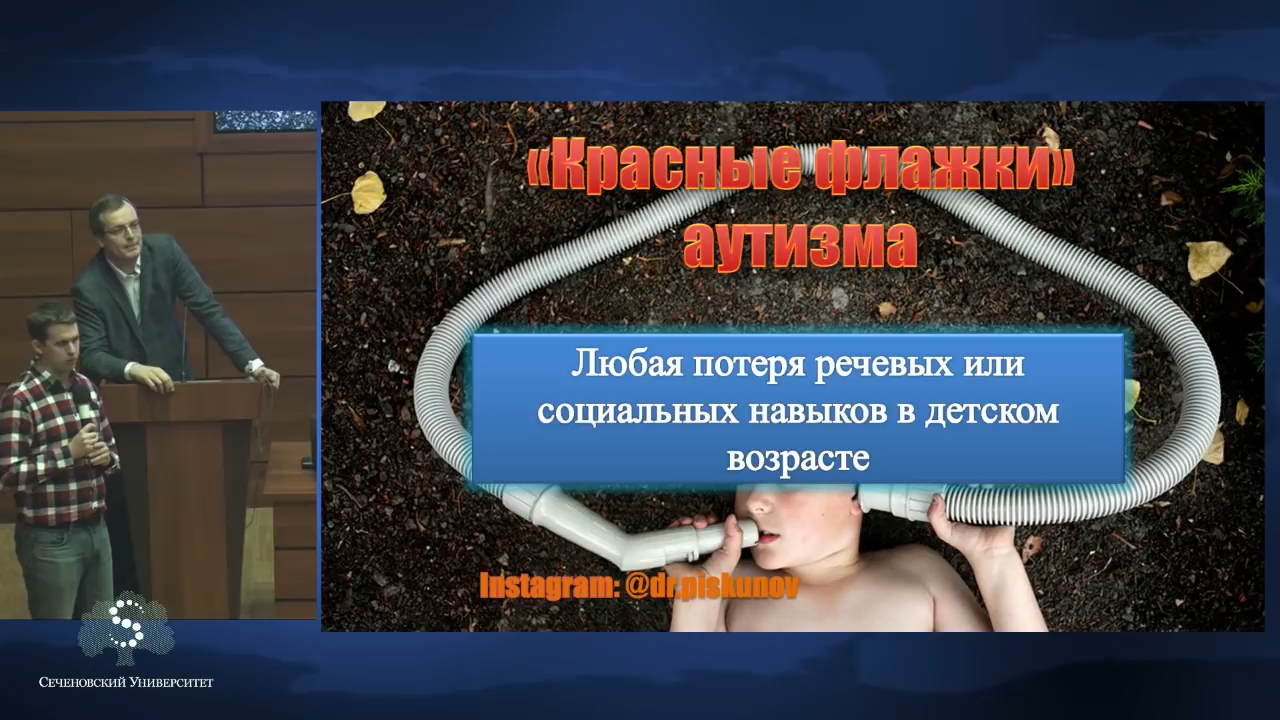 «Красные флажки»
аутизма
Любая потеря речевых или
социальных навыков в детском
возрасте
Instagram: @dr.piskunov
Сеченовский Университет